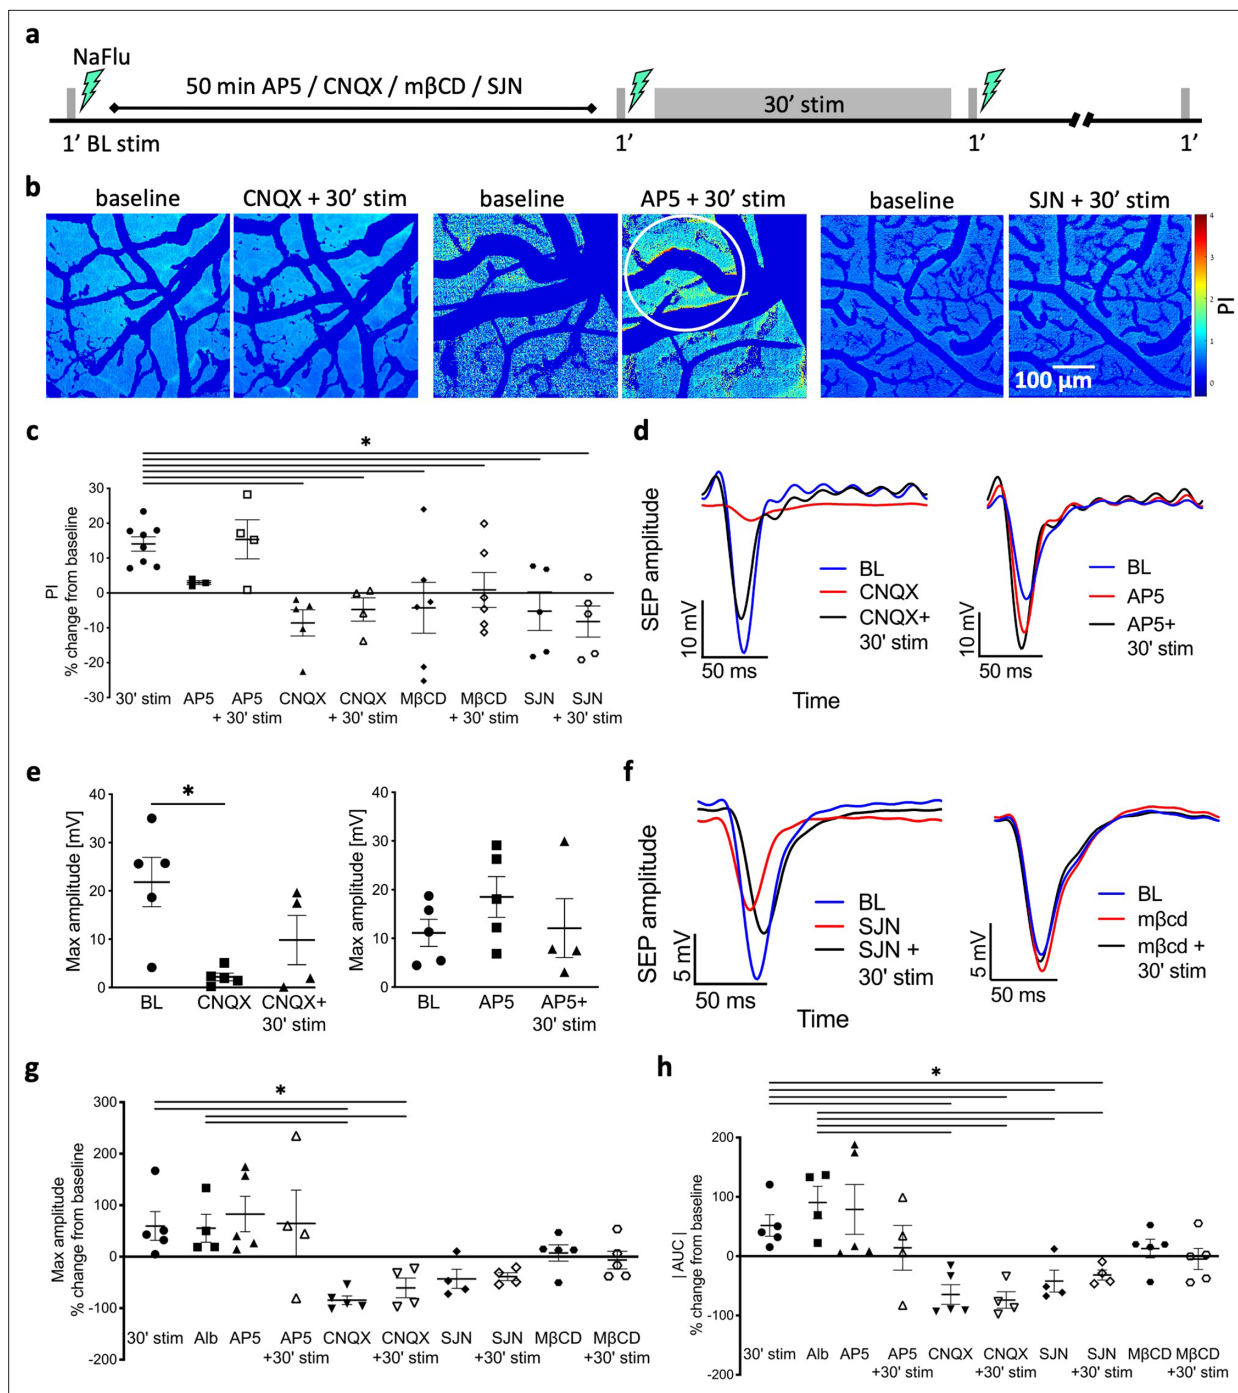 a
NaFlu
50 min AP5 / CNQX / mβCD / SJN
30’ stim
1’ BL stim
1’
1’
1’
b
baseline
CNQX + 30’ stim
baseline
AP5 + 30’ stim
baseline
SJN + 30’ stim
100 µm
4
3
2
1
0
PI
c
*
PI
% change from baseline
30
20
10
0
-10
-20
-30
30' stim
AP5
AP5
+ 30' stim
CNQX
CNQX
+ 30' stim
MβCD
MβCD
+ 30' stim
SJN
SJN
+ 30' stim
d
SEP amplitude
10 mV
50 ms
BL
CNQX
CNQX+
30' stim
10 mV
50 ms
BL
AP5
AP5+
30' stim
Time
e
Max amplitude [mV]
40
30
20
10
0
*
BL
CNQX
CNQX+
30' stim
Max amplitude [mV]
40
30
20
10
0
BL
AP5
AP5+
30' stim
f
SEP amplitude
5 mV
50 ms
BL
SJN
SJN +
30' stim
5 mV
50 ms
BL
mβcd
mβcd +
30' stim
Time
g
*
Max amplitude
% change from baseline
300
200
100
0
-100
-200
30' stim
Alb
AP5
AP5
+30' stim
CNQX
CNQX
+30' stim
SJN
SJN
+30' stim
MβCD
MβCD
+30' stim
h
*
| AUC |
% change from baseline
200
100
0
-100
-200
30' stim
Alb
AP5
AP5
+30' stim
CNQX
CNQX
+30' stim
SJN
SJN
+30' stim
MβCD
MβCD
+30' stim